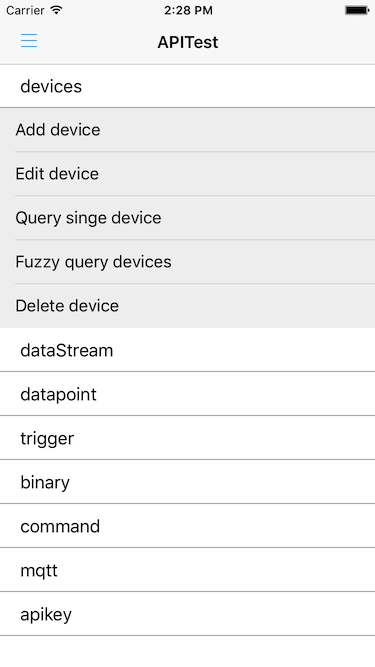 Carrier 2:28 PM
APITest
devices
Add device
Edit device
Query singe device
Fuzzy query devices
Delete device
dataStream
datapoint
trigger
binary
command
mqtt
apikey